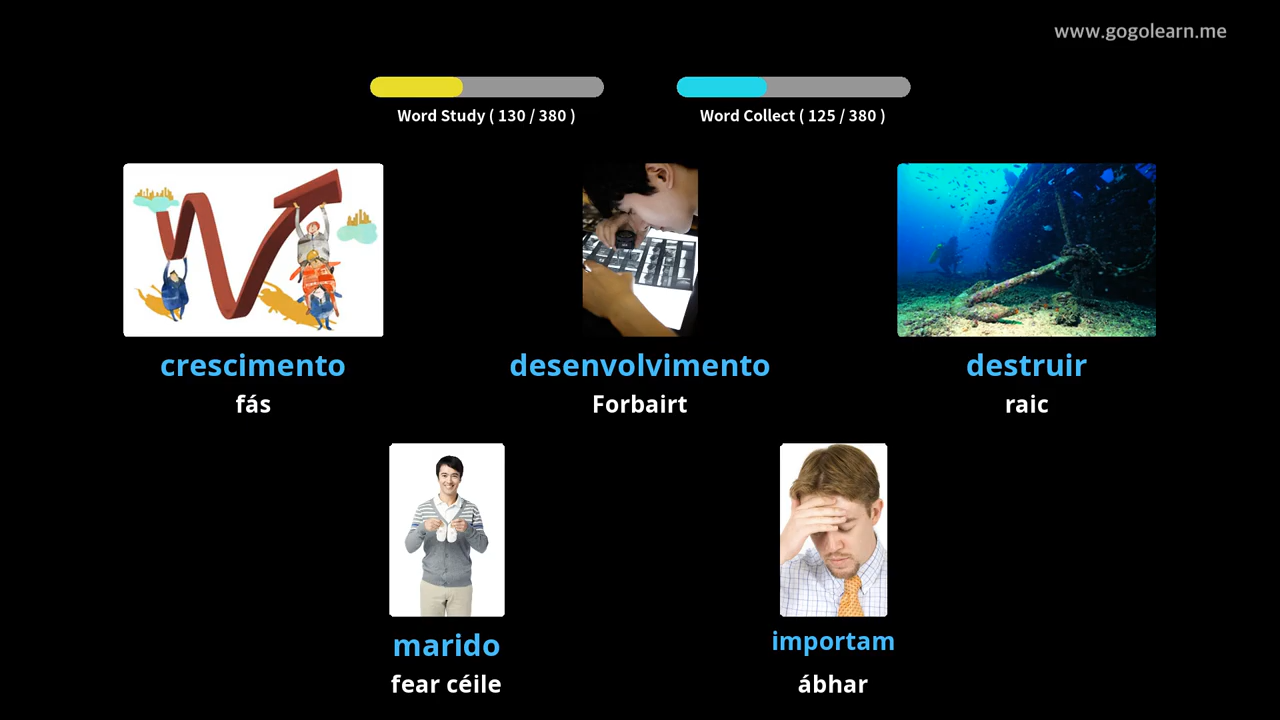 www.gogolearn.me
Word Study ( 130 / 380 )
Word Collect ( 125 / 380 )
crescimento
fás
desenvolvimento
Forbairt
destruir
raic
marido
fear céile
importam
ábhar